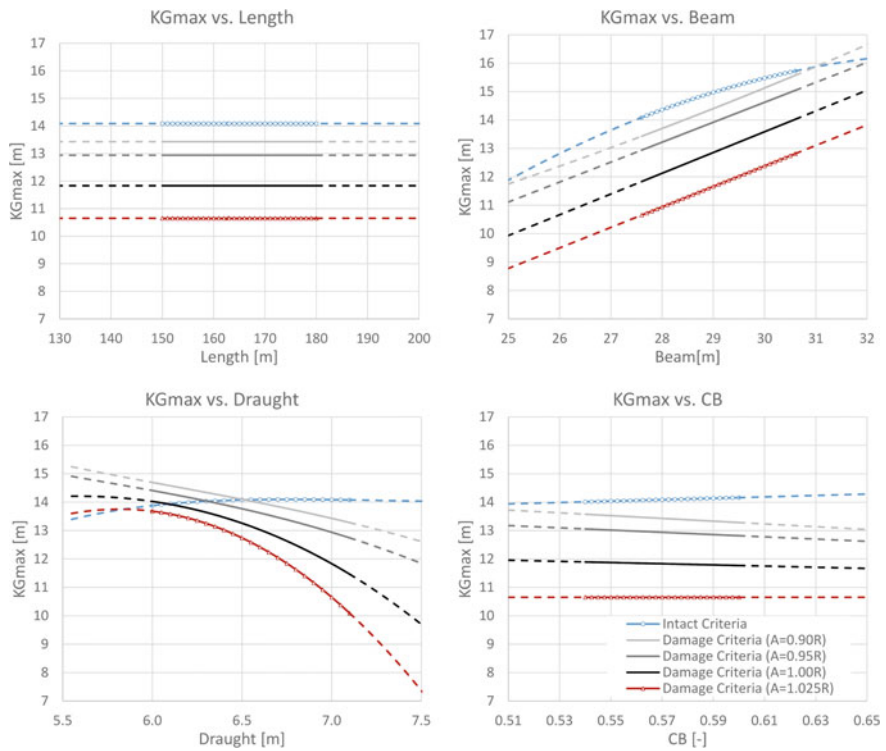 KGmax vs. Length
KGmax [m]
17
16
15
14
13
12
11
10
9
8
7
130 140 150 160 170 180 190 200
Length [m]
KGmax vs. Beam
KGmax [m]
17
16
15
14
13
12
11
10
9
8
7
25 26 27 28 29 30 31 32
Beam[m]
KGmax vs. Draught
KGmax [m]
17
16
15
14
13
12
11
10
9
8
7
5.5 6.0 6.5 7.0 7.5
Draught [m]
KGmax vs. CB
KGmax [m]
17
16
15
14
13
12
11
10
9
8
7
Intact Criteria
Damage Criteria (A=0.90R)
Damage Criteria (A=0.95R)
Damage Criteria (A=1.00R)
Damage Criteria (A=1.025R)
0.51 0.53 0.55 0.57 0.59 0.61 0.63 0.65
CB [-]